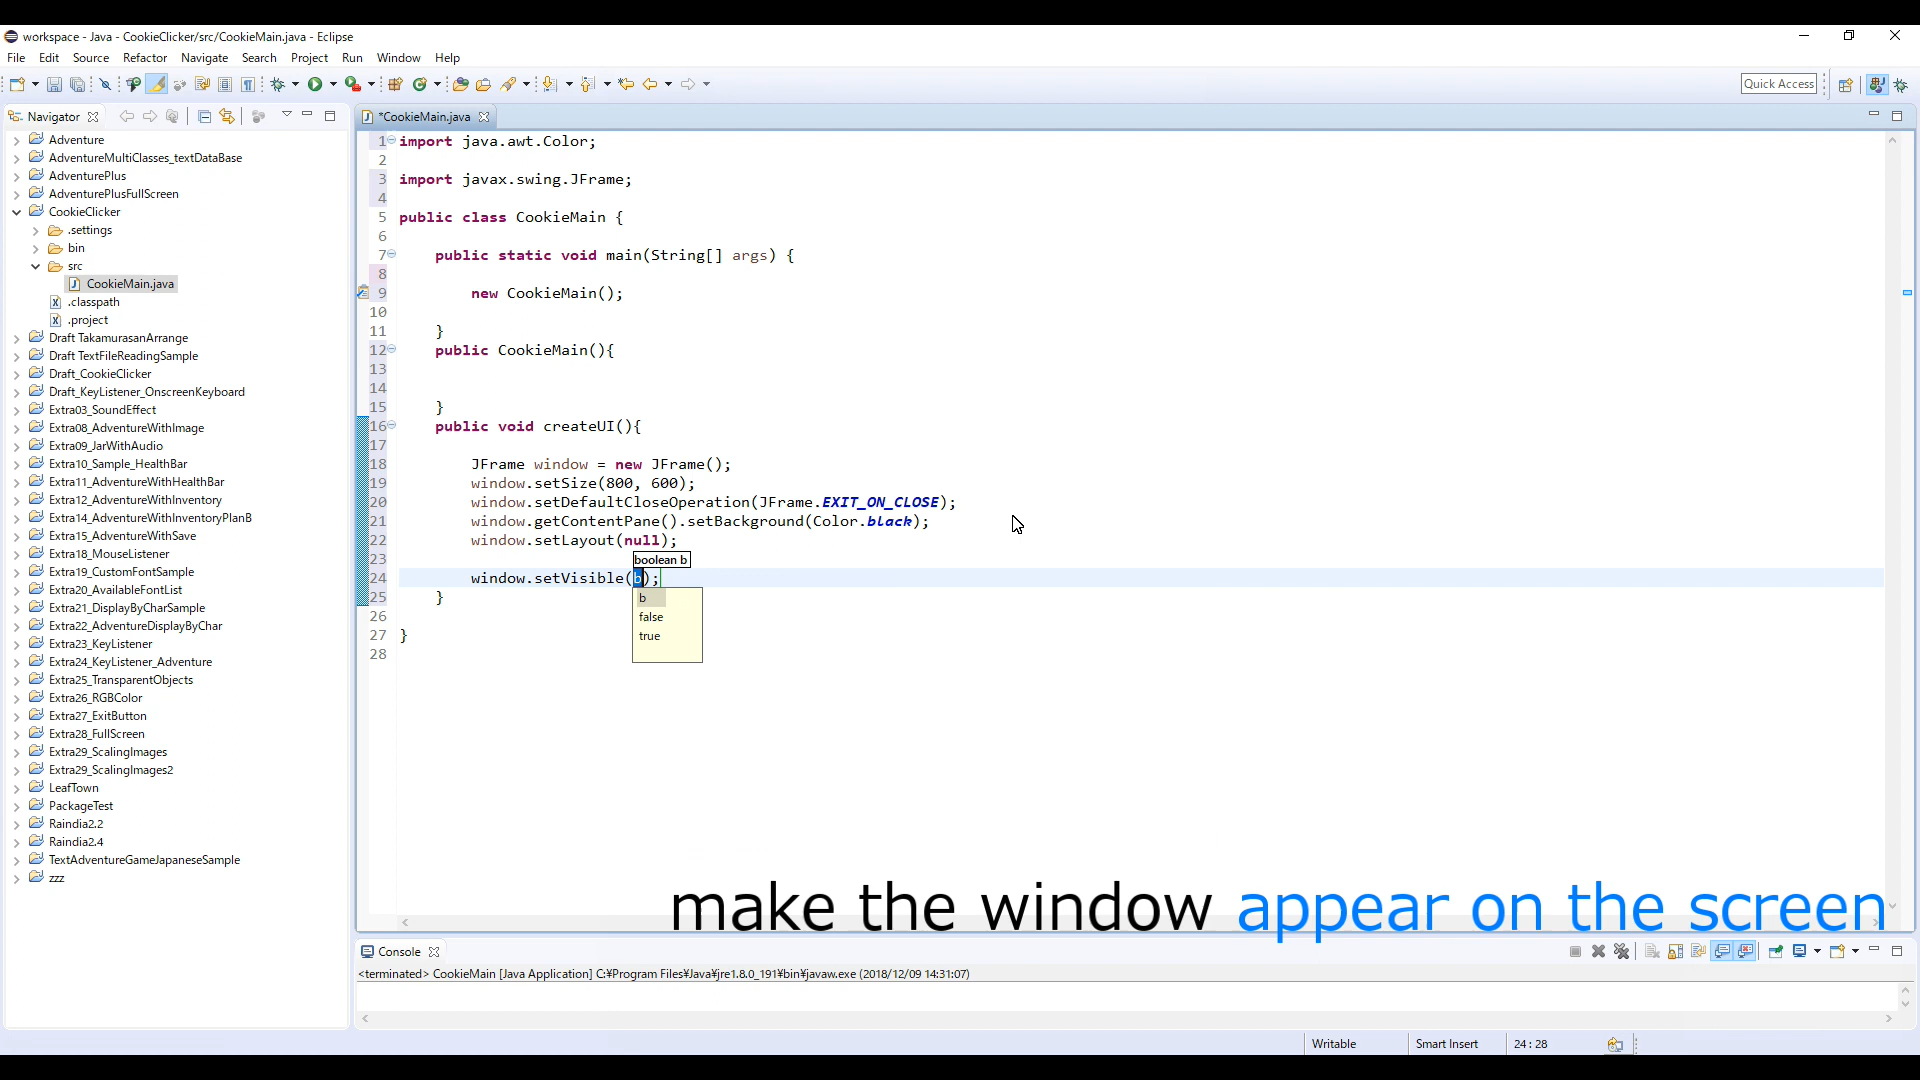 workspace - Java - CookieClicker/src/CookieMain.java - Eclipse
File Edit Source Refactor Navigate Search Project Run Window Help
Quick Access
Navigator
*CookieMain.java
Adventure
AdventureMultiClasses_textDataBase
AdventurePlus
AdventurePlusFullScreen
CookieClicker
.settings
bin
src
CookieMain.java
.classpath
.project
Draft TakamurasanArrange
Draft TextFileReadingSample
Draft_CookieClicker
Draft_KeyListener_OnscreenKeyboard
Extra03_SoundEffect
Extra08_AdventureWithImage
Extra09_JarWithAudio
Extra10_Sample_HealthBar
Extra11_AdventureWithHealthBar
Extra12_AdventureWithInventory
Extra14_AdventureWithInventoryPlanB
Extra15_AdventureWithSave
Extra18_MouseListener
Extra19_CustomFontSample
Extra20_AvailableFontList
Extra21_DisplayByCharSample
Extra22_AdventureDisplayByChar
Extra23_KeyListener
Extra24_KeyListener_Adventure
Extra25_TransparentObjects
Extra26_RGBColor
Extra27_ExitButton
Extra28_FullScreen
Extra29_ScalingImages
Extra29_ScalingImages2
LeafTown
PackageTest
Raindia2.2
Raindia2.4
TextAdventureGameJapaneseSample
zzz
1 import java.awt.Color;
2
3 import javax.swing.JFrame;
4
5 public class CookieMain {
6
7 public static void main(String[] args) {
8
9 new CookieMain();
10
11 }
12 public CookieMain(){
13
14
15 }
16 public void createUI(){
17
18 JFrame window = new JFrame();
19 window.setSize(800, 600);
20 window.setDefaultCloseOperation(JFrame.EXIT_ON_CLOSE);
21 window.getContentPane().setBackground(Color.black);
22 window.setLayout(null);
23
boolean b
24 window.setVisible(b);
25 }
b
false
26
27 }
true
28
make the window appear on the screen
Console
<terminated> CookieMain [Java Application] C:¥Program Files¥Java¥jre1.8.0_191¥bin¥javaw.exe (2018/12/09 14:31:07)
Writable Smart Insert 24 : 28